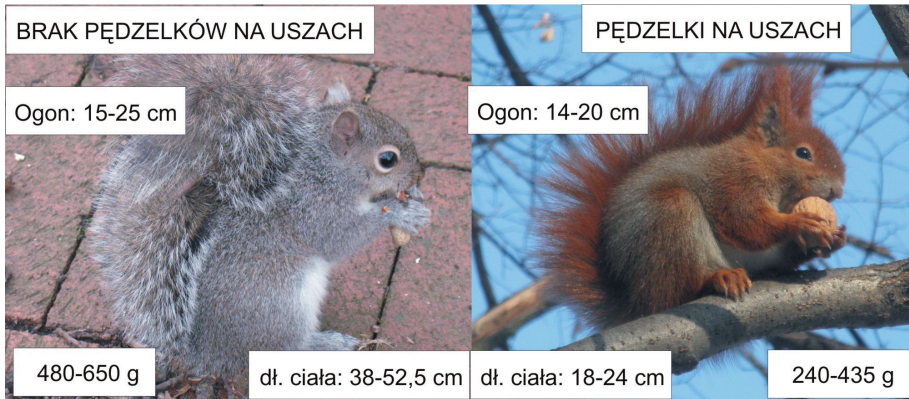 BRAK PĘDZELKÓW NA USZACH
Ogon: 15-25 cm
480-650 g
dł. ciała: 38-52,5 cm
PĘDZELKI NA USZACH
Ogon: 14-20 cm
dł. ciała: 18-24 cm
240-435 g